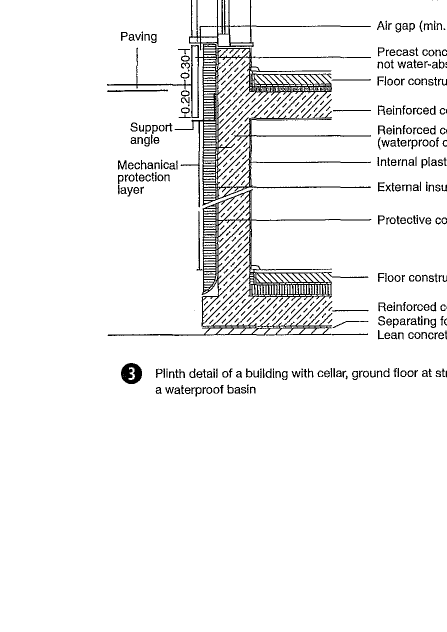 Air gap (min.
Paving
Precast conc
not water-abs
Floor constru
0.30
0.20
Reinforced c
Support
angle
Reinforced c
(waterproof c
Internal plast
Mechanical
protection
layer
External insu
Protective co
Floor constru
Reinforced c
Separating fo
Lean concret
3 Plinth detail of a building with cellar, ground floor at str
a waterproof basin